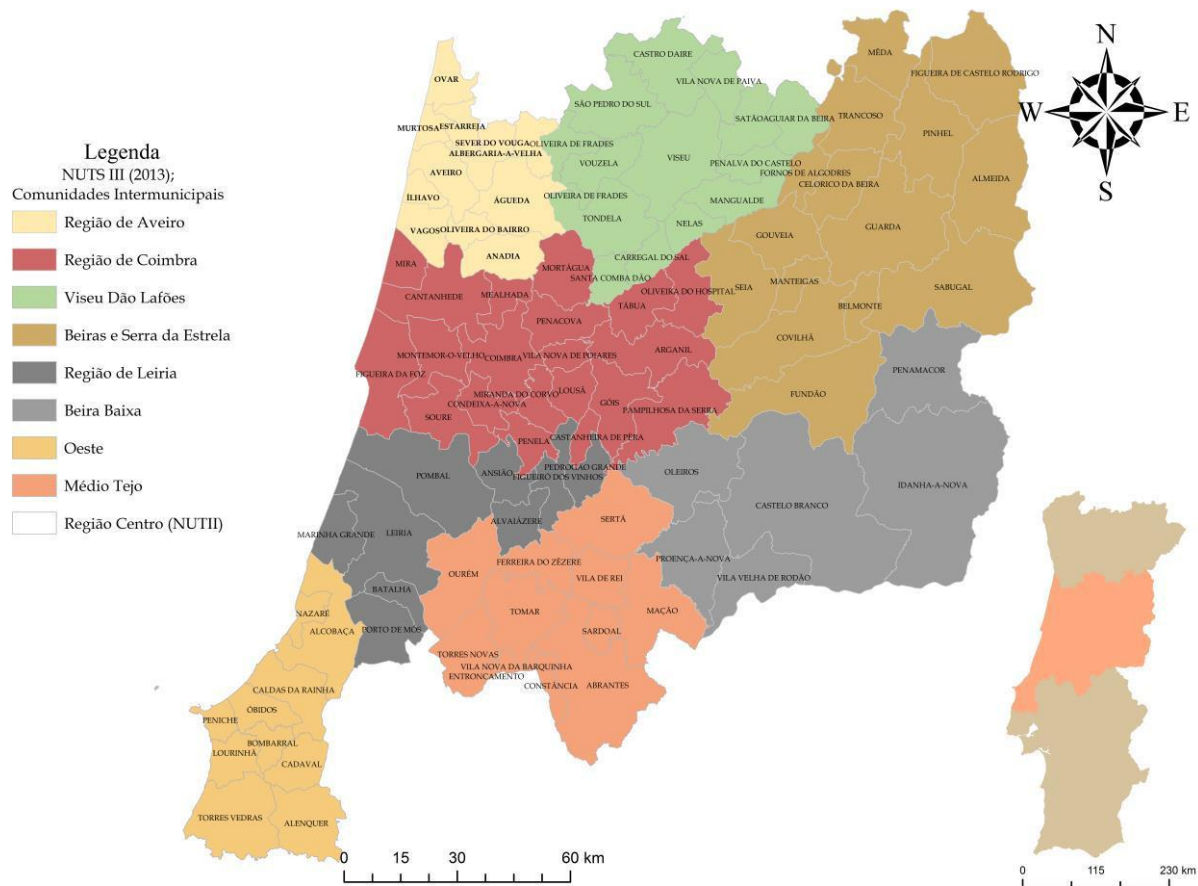 Legenda
NUTS III (2013);
Comunidades Intermunicipais
Região de Aveiro
Região de Coimbra
Viseu Dão Lafões
Beiras e Serra da Estrela
Região de Leiria
Beira Baixa
Oeste
Médio Tejo
Região Centro (NUTII)
OVAR
MURTOSA
ESTARREJA
SEVER DO VOUGA
ALBERGARIA-A-VELHA
AVEIRO
ÍLHAVO
ÁGUEDA
VAGOS
OLIVEIRA DO BAIRRO
ANADIA
CASTRO DAIRE
VILA NOVA DE PAIVA
SÃO PEDRO DO SUL
SATÃO
AGUIAR DA BEIRA
OLIVEIRA DE FRADES
VOUZELA
VISEU
PENALVA DO CASTELO
OLIVEIRA DE FRADES
MANGUALDE
TONDELA
NELAS
CARREGAL DO SAL
SANTA COMBA DÃO
MÊDA
FIGUEIRA DE CASTELO RODRIGO
TRANCOSO
PINHEL
FORNOS DE ALGODRES
CELORICO DA BEIRA
ALMEIDA
GOUVEIA
GUARDA
SEIA
MANTEIGAS
SABUGAL
BELMONTE
COVILHÃ
FUNDÃO
MIRA
MORTÁGUA
CANTANHEDE
MEALHADA
OLIVEIRA DO HOSPITAL
TÁBUA
PENACOVA
ARGANIL
MONTEMOR-O-VELHO
COIMBRA
VILA NOVA DE POIARES
FIGUEIRA DA FOZ
MIRANDA DO CORVO
LOUSÃ
CONDEIXA-A-NOVA
GÓIS
SOURE
PAMPILHOSA DA SERRA
PENELA
CASTANHEIRA DE PÊRA
PEDRÓGÃO GRANDE
POMBAL
ANSIÃO
FIGUEIRÓ DOS VINHOS
ALVAIÁZERE
MARINHA GRANDE
LEIRIA
BATALHA
PORTO DE MÓS
PENAMACOR
OLEIROS
IDANHA-A-NOVA
CASTELO BRANCO
PROENÇA-A-NOVA
VILA VELHA DE RODÃO
SERTÃ
OURÉM
FERREIRA DO ZÊZERE
VILA DE REI
TOMAR
MAÇÃO
SARDOAL
TORRES NOVAS
VILA NOVA DA BARQUINHA
ENTRONCAMENTO
CONSTÂNCIA
ABRANTES
NAZARÉ
ALCOBAÇA
CALDAS DA RAINHA
ÓBIDOS
PENICHE
BOMBARRAL
LOURINHÃ
CADAVAL
TORRES VEDRAS
ALENQUER
N
W
E
S
0 15 30 60 km
0 115 230 km